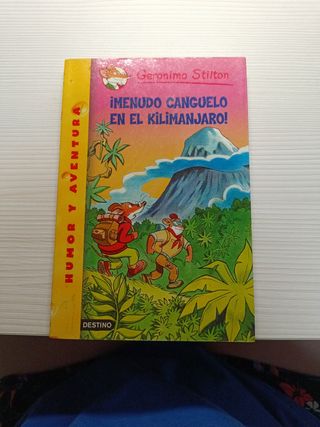 Geronimo Stilton
¡MENUDO CANGUELO
EN EL KILIMANJARO!
HUMOR Y AVENTURA
DESTINO